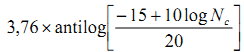 3,76 × antilog[ (−15 + 10 log N_c) / 20 ]